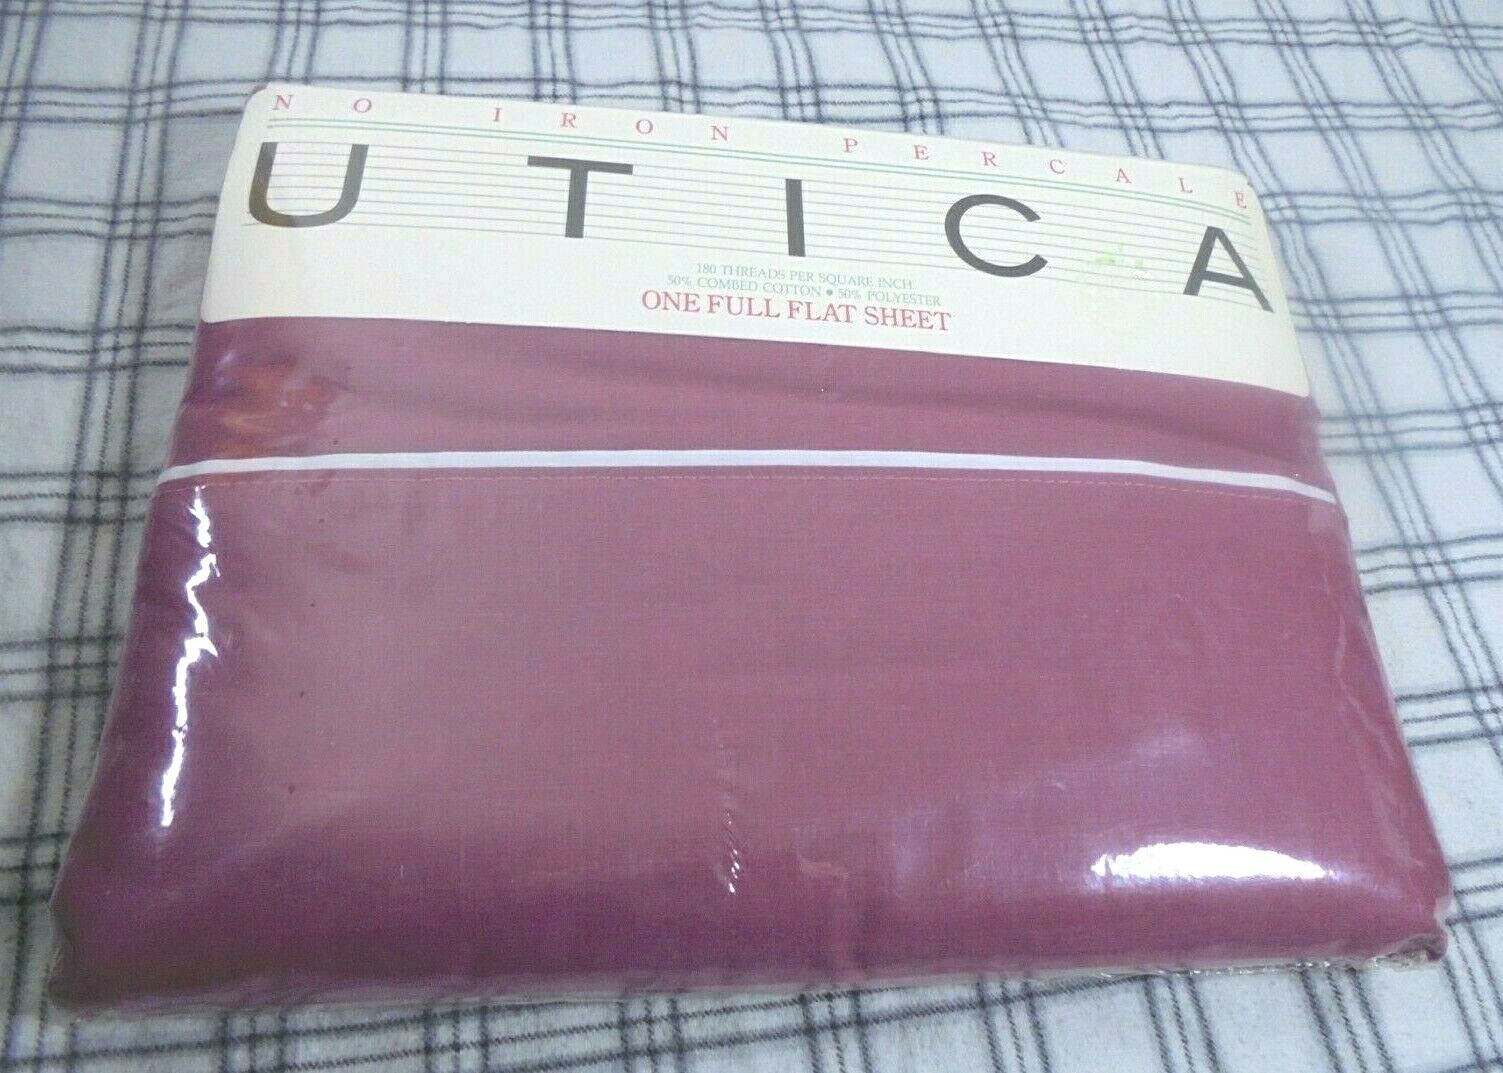 NO IRON PERCALE
UTICA
180 THREADS PER SQUARE INCH
50% COMBED COTTON • 50% POLYESTER
ONE FULL FLAT SHEET